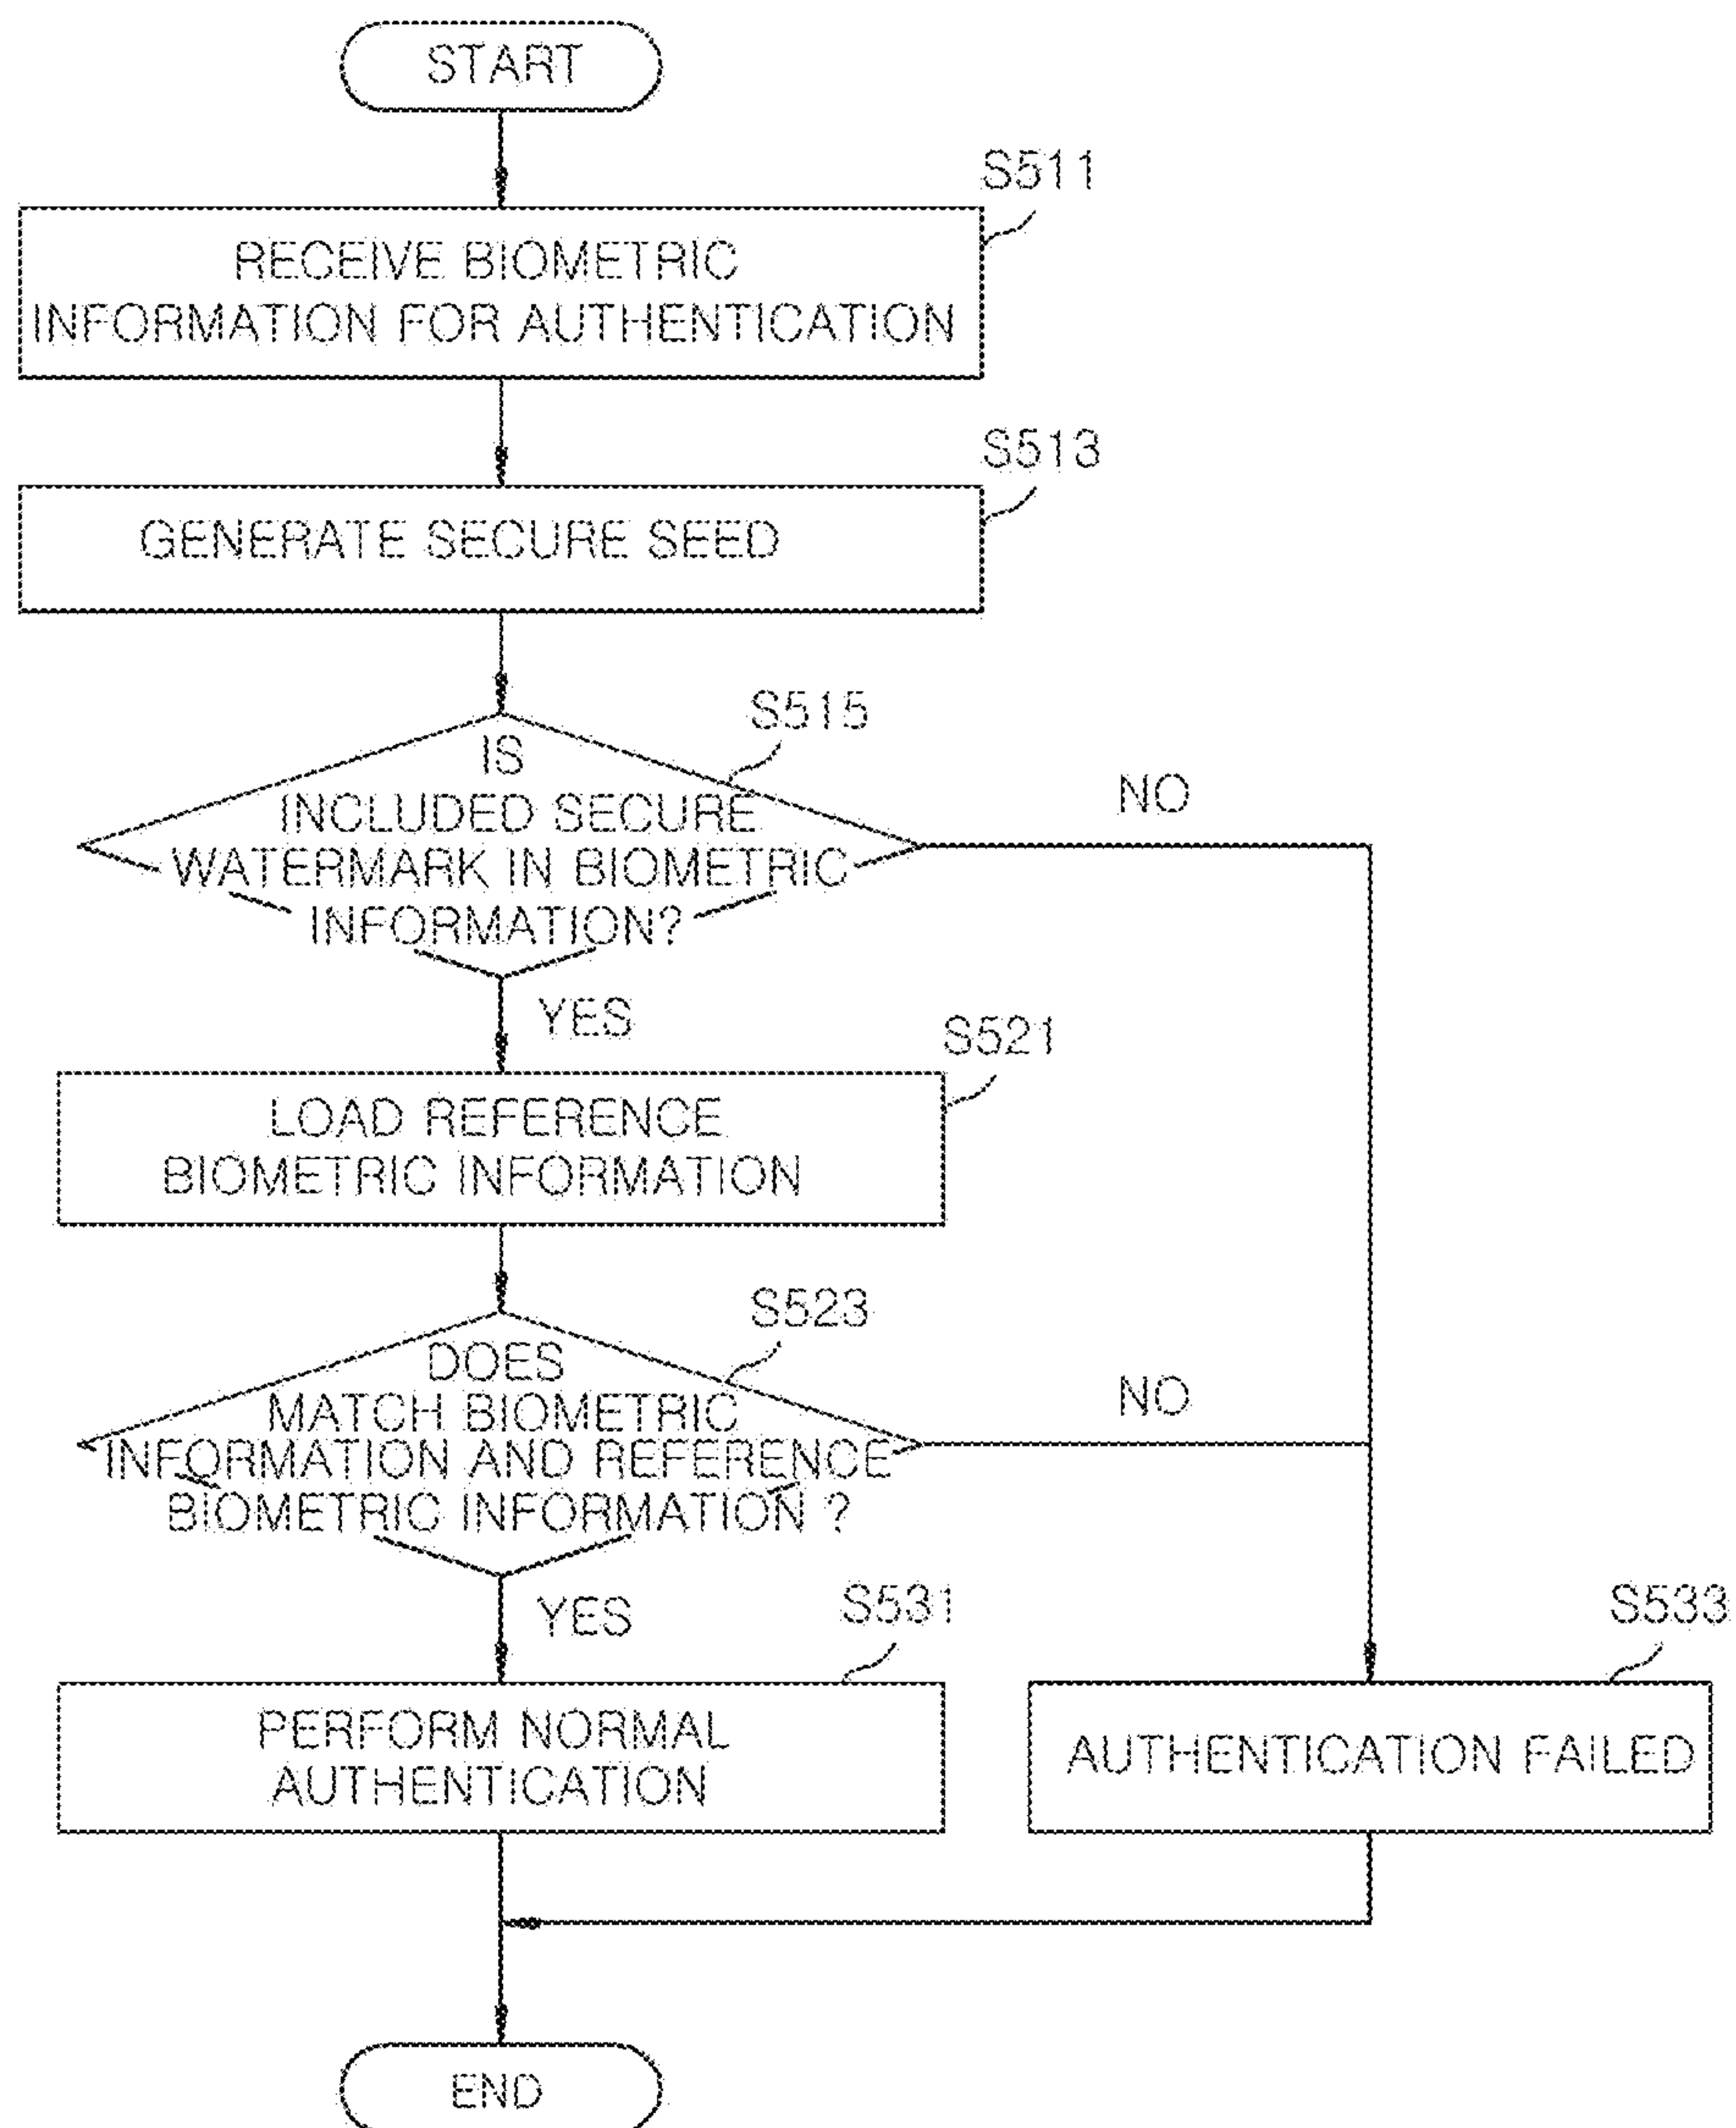 START
S511
RECEIVE BIOMETRIC
INFORMATION FOR AUTHENTICATION
S513
GENERATE SECURE SEED
S515
IS
INCLUDED SECURE
WATERMARK IN BIOMETRIC
INFORMATION?
NO
YES
S521
LOAD REFERENCE
BIOMETRIC INFORMATION
S523
DOES
MATCH BIOMETRIC
INFORMATION AND REFERENCE
BIOMETRIC INFORMATION ?
NO
YES
S531
PERFORM NORMAL
AUTHENTICATION
S533
AUTHENTICATION FAILED
END